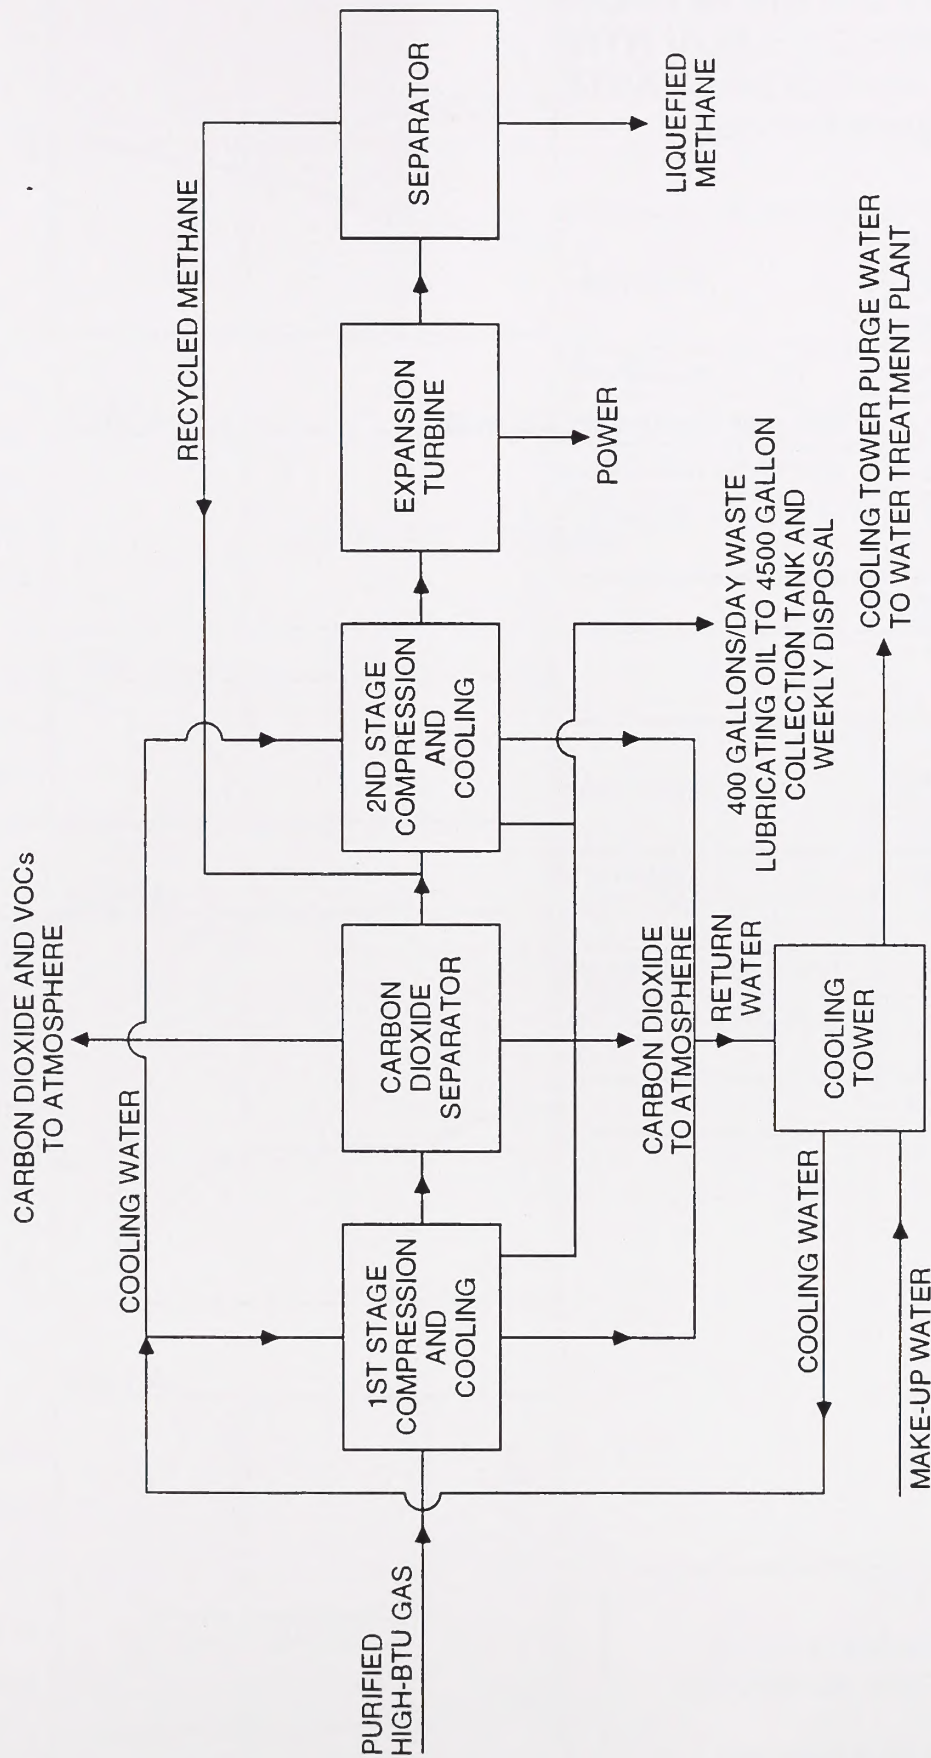 CARBON DIOXIDE AND VOCs
TO ATMOSPHERE
COOLING WATER
RECYCLED METHANE
PURIFIED
HIGH-BTU GAS
1ST STAGE
COMPRESSION
AND
COOLING
CARBON
DIOXIDE
SEPARATOR
2ND STAGE
COMPRESSION
AND
COOLING
EXPANSION
TURBINE
SEPARATOR
CARBON DIOXIDE
TO ATMOSPHERE
POWER
LIQUEFIED
METHANE
RETURN
WATER
400 GALLONS/DAY WASTE
LUBRICATING OIL TO 4500 GALLON
COLLECTION TANK AND
WEEKLY DISPOSAL
COOLING WATER
COOLING
TOWER
COOLING TOWER PURGE WATER
TO WATER TREATMENT PLANT
MAKE-UP WATER